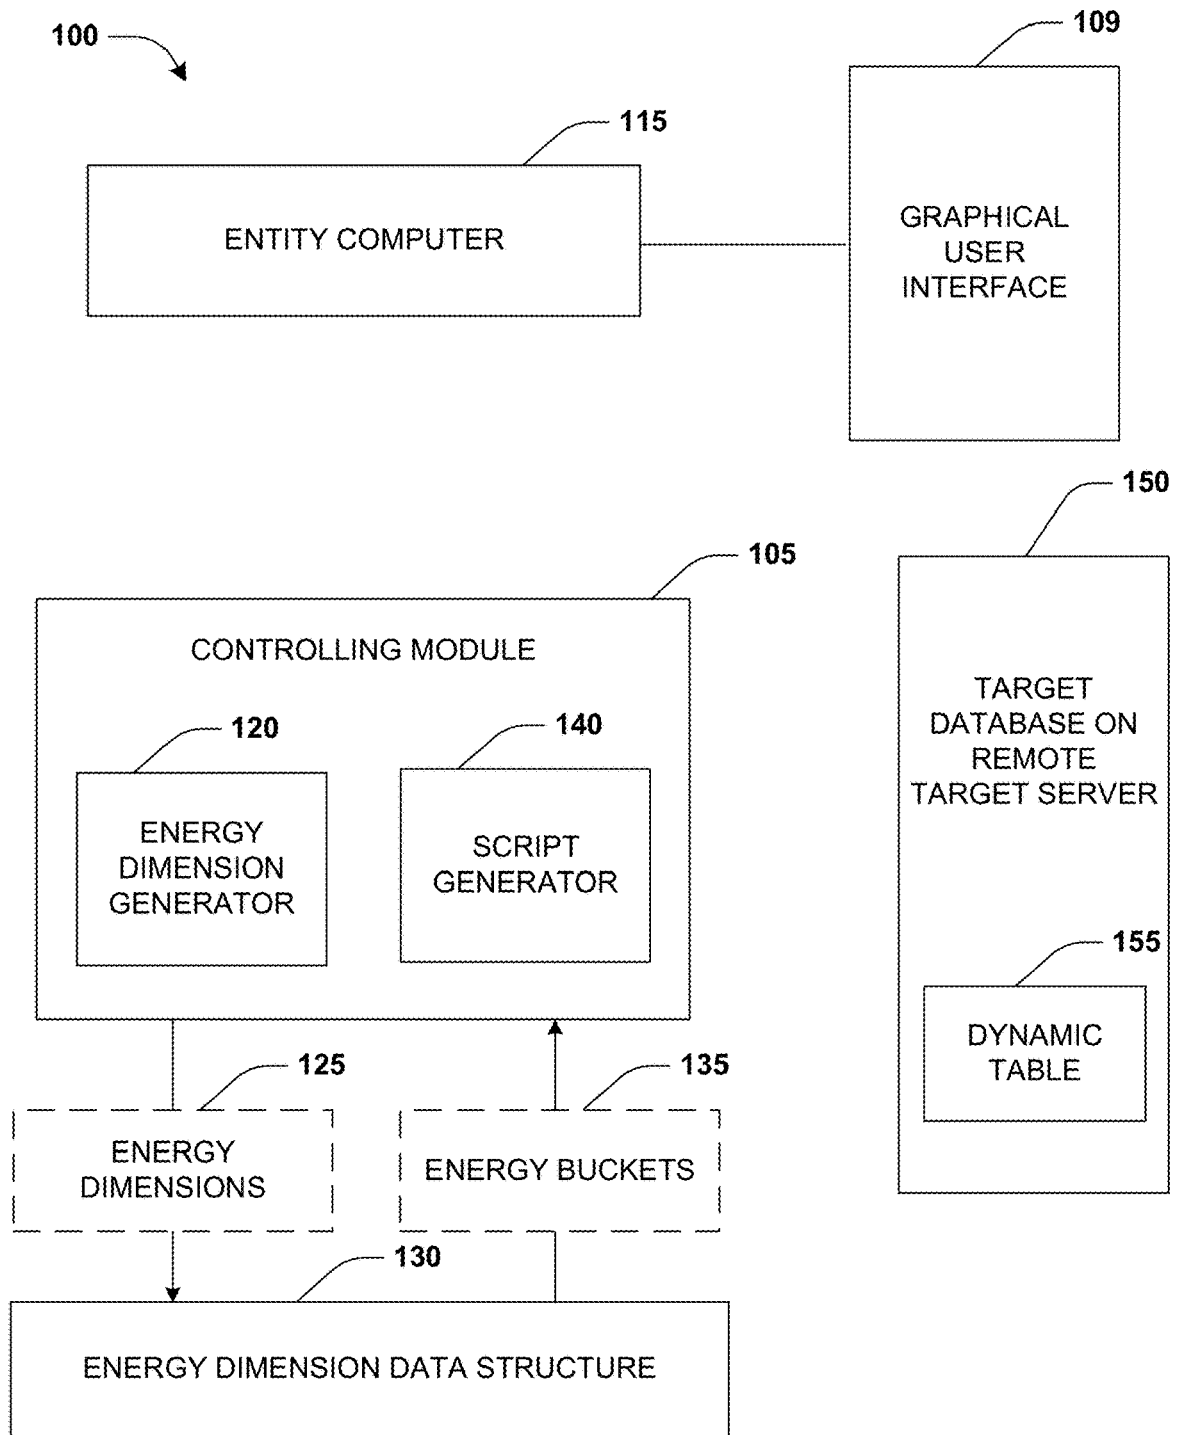 100
109
115
ENTITY COMPUTER
GRAPHICAL
USER
INTERFACE
150
105
CONTROLLING MODULE
120
140
ENERGY
DIMENSION
GENERATOR
SCRIPT
GENERATOR
TARGET
DATABASE ON
REMOTE
TARGET SERVER
155
DYNAMIC
TABLE
125
135
ENERGY
DIMENSIONS
ENERGY BUCKETS
130
ENERGY DIMENSION DATA STRUCTURE